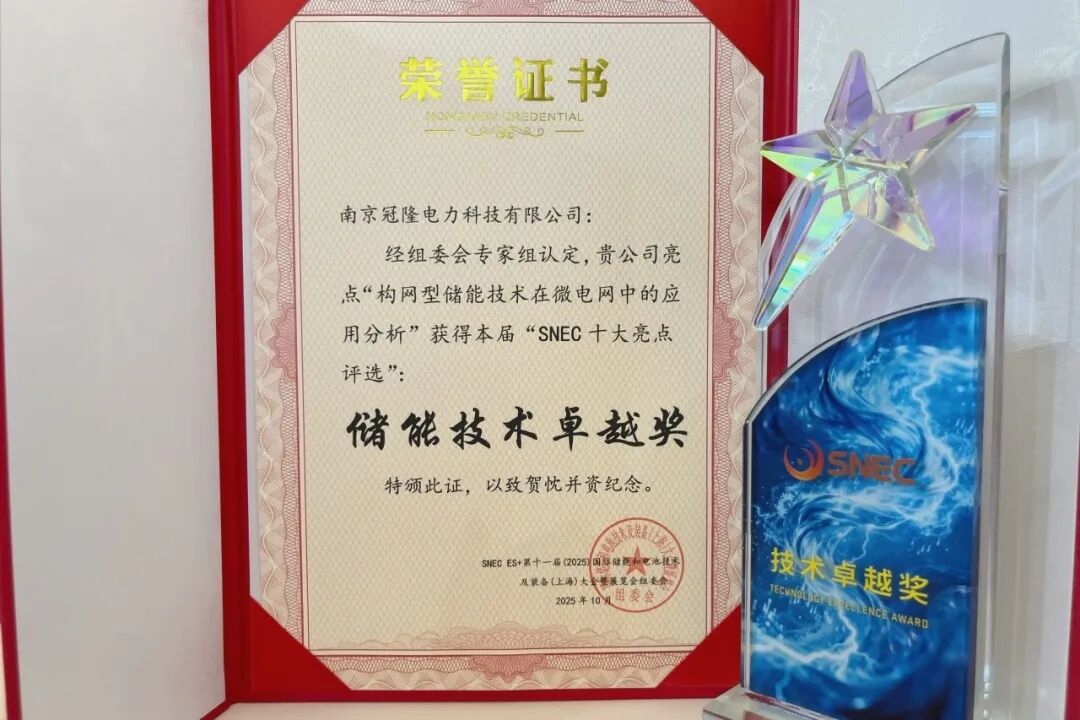 荣誉证书
HONORARY CREDENTIAL
南京冠隆电力科技有限公司：
经组委会专家组认定，贵公司亮
点“构网型储能技术在微电网中的应
用分析”获得本届“SNEC十大亮点
评选”：
储能技术卓越奖
特颁此证，以致贺忱并资纪念。
SNEC ES+第十一届(2025)国际储能和电池技术
及装备(上海)大会暨展览会组委会
2025年10月
组委会
SNEC
技术卓越奖
TECHNOLOGY EXCELLENCE AWARD